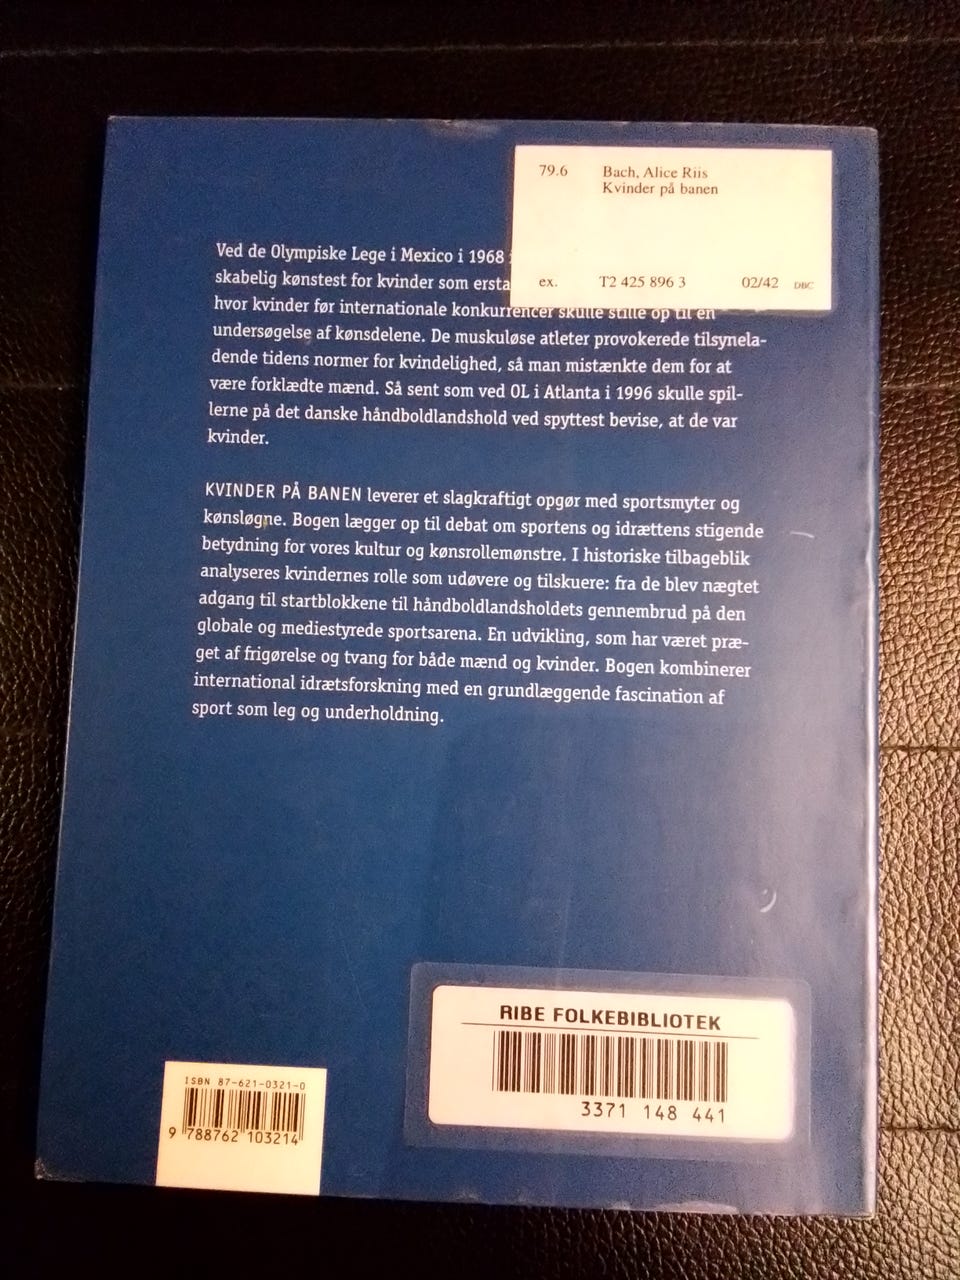 79.6 Bach, Alice Riis
Kvinder på banen
ex. T2 425 896 3 02/42 DBC
Ved de Olympiske Lege i Mexico i 1968
skabelig kønstest for kvinder som ersta
hvor kvinder før internationale konkurrencer skulle stille op til en
undersøgelse af kønsdelene. De muskuløse atleter provokerede tilsynela-
dende tidens normer for kvindelighed, så man mistænkte dem for at
være forklædte mænd. Så sent som ved OL i Atlanta i 1996 skulle spil-
lerne på det danske håndboldlandshold ved spyttest bevise, at de var
kvinder.
KVINDER PÅ BANEN leverer et slagkraftigt opgør med sportsmyter og
kønsløgne. Bogen lægger op til debat om sportens og idrættens stigende
betydning for vores kultur og kønsrollemønstre. I historiske tilbageblik
analyseres kvindernes rolle som udøvere og tilskuere: fra de blev nægtet
adgang til startblokkene til håndboldlandsholdets gennembrud på den
globale og mediestyrede sportsarena. En udvikling, som har været præ-
get af frigørelse og tvang for både mænd og kvinder. Bogen kombinerer
international idrætsforskning med en grundlæggende fascination af
sport som leg og underholdning.
RIBE FOLKEBIBLIOTEK
3371 148 441
ISBN 87-621-0321-0
9 788762 103214